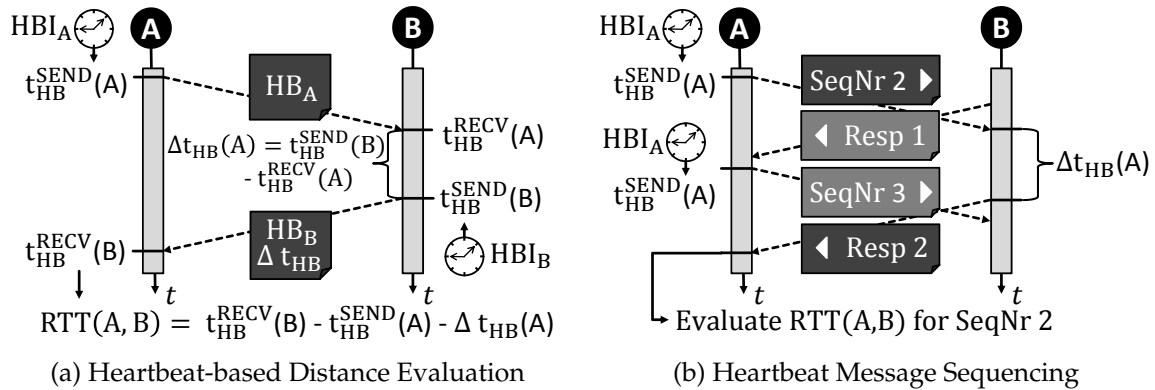 HBI_A A B
t_HB^SEND(A)
HB_A
t_HB^RECV(A)
Δt_HB(A) = t_HB^SEND(B)
- t_HB^RECV(A)
t_HB^SEND(B)
HB_B
Δ t_HB
t_HB^RECV(B)
HBI_B
t t
RTT(A, B) = t_HB^RECV(B) - t_HB^SEND(A) - Δ t_HB(A)
(a) Heartbeat-based Distance Evaluation
HBI_A A B
t_HB^SEND(A)
SeqNr 2
Resp 1
HBI_A
Δt_HB(A)
t_HB^SEND(A)
SeqNr 3
Resp 2
t t
Evaluate RTT(A,B) for SeqNr 2
(b) Heartbeat Message Sequencing